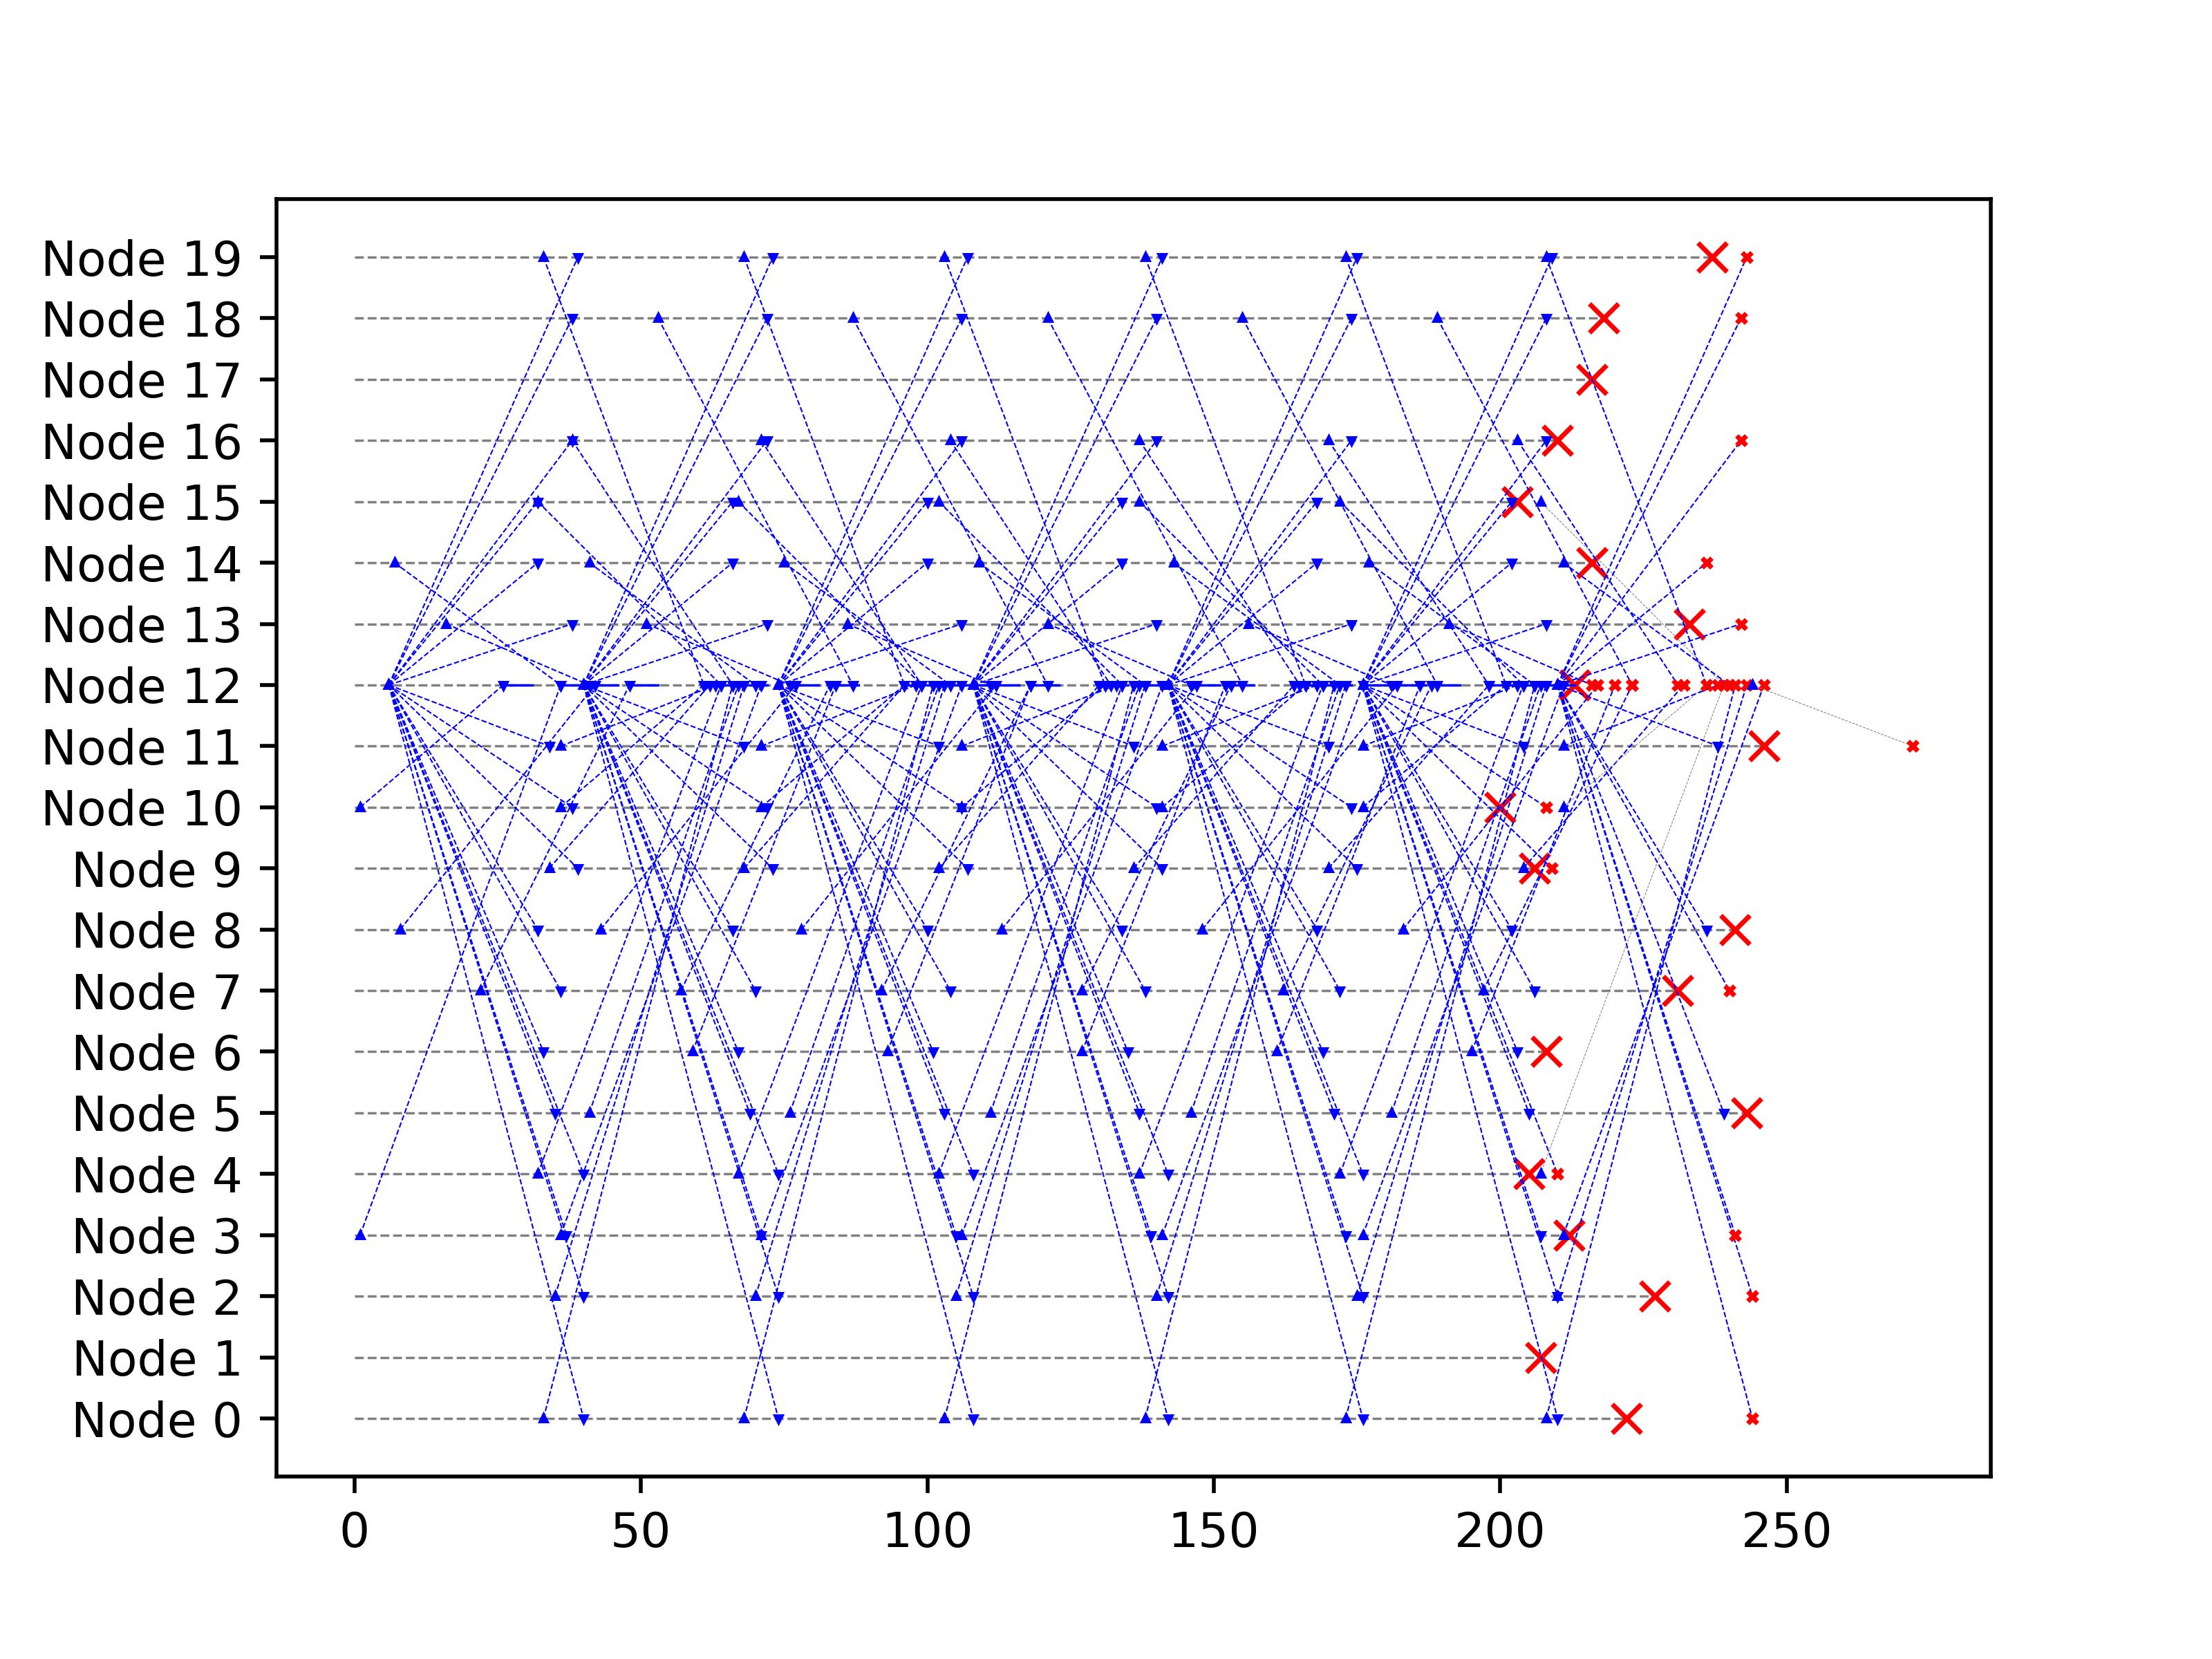 Node 19
Node 18
Node 17
Node 16
Node 15
Node 14
Node 13
Node 12
Node 11
Node 10
Node 9
Node 8
Node 7
Node 6
Node 5
Node 4
Node 3
Node 2
Node 1
Node 0
0 50 100 150 200 250